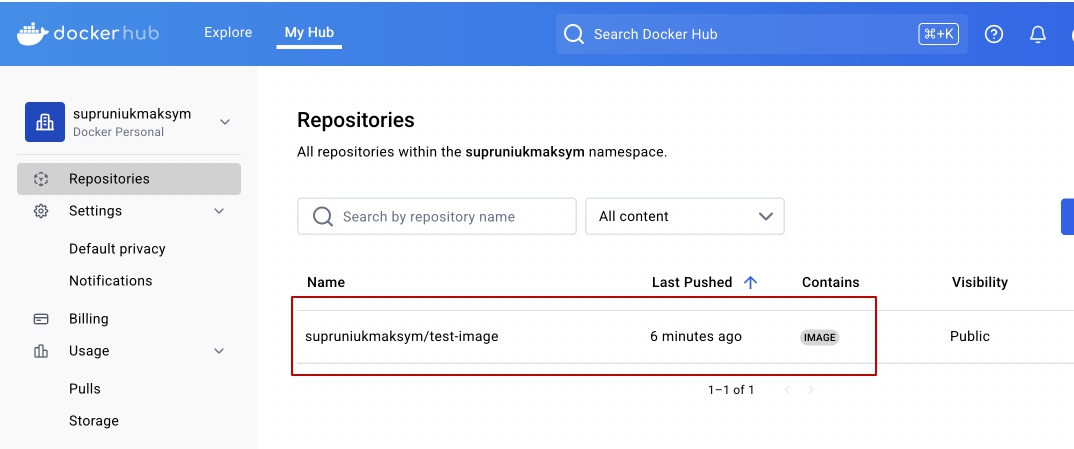 dockerhub Explore My Hub Search Docker Hub ⌘+K
supruniukmaksym
Docker Personal
Repositories
Settings
Default privacy
Notifications
Billing
Usage
Pulls
Storage
Repositories
All repositories within the supruniukmaksym namespace.
Search by repository name All content
Name Last Pushed Contains Visibility
supruniukmaksym/test-image 6 minutes ago IMAGE Public
1–1 of 1